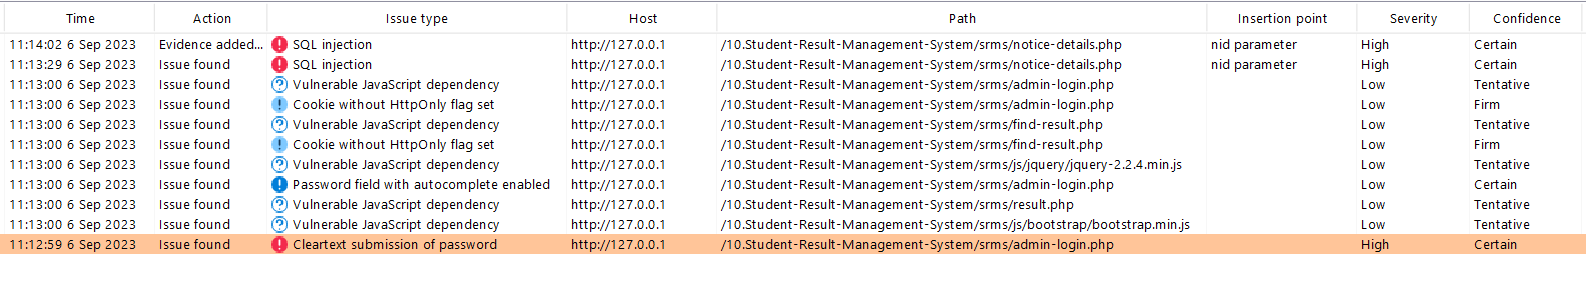 Time Action Issue type Host Path Insertion point Severity Confidence
11:14:02 6 Sep 2023 Evidence added... SQL injection http://127.0.0.1 /10.Student-Result-Management-System/srms/notice-details.php nid parameter High Certain
11:13:29 6 Sep 2023 Issue found SQL injection http://127.0.0.1 /10.Student-Result-Management-System/srms/notice-details.php nid parameter High Certain
11:13:00 6 Sep 2023 Issue found Vulnerable JavaScript dependency http://127.0.0.1 /10.Student-Result-Management-System/srms/admin-login.php Low Tentative
11:13:00 6 Sep 2023 Issue found Cookie without HttpOnly flag set http://127.0.0.1 /10.Student-Result-Management-System/srms/admin-login.php Low Firm
11:13:00 6 Sep 2023 Issue found Vulnerable JavaScript dependency http://127.0.0.1 /10.Student-Result-Management-System/srms/find-result.php Low Tentative
11:13:00 6 Sep 2023 Issue found Cookie without HttpOnly flag set http://127.0.0.1 /10.Student-Result-Management-System/srms/find-result.php Low Firm
11:13:00 6 Sep 2023 Issue found Vulnerable JavaScript dependency http://127.0.0.1 /10.Student-Result-Management-System/srms/js/jquery/jquery-2.2.4.min.js Low Tentative
11:13:00 6 Sep 2023 Issue found Password field with autocomplete enabled http://127.0.0.1 /10.Student-Result-Management-System/srms/admin-login.php Low Certain
11:13:00 6 Sep 2023 Issue found Vulnerable JavaScript dependency http://127.0.0.1 /10.Student-Result-Management-System/srms/result.php Low Tentative
11:13:00 6 Sep 2023 Issue found Vulnerable JavaScript dependency http://127.0.0.1 /10.Student-Result-Management-System/srms/js/bootstrap/bootstrap.min.js Low Tentative
11:12:59 6 Sep 2023 Issue found Cleartext submission of password http://127.0.0.1 /10.Student-Result-Management-System/srms/admin-login.php High Certain